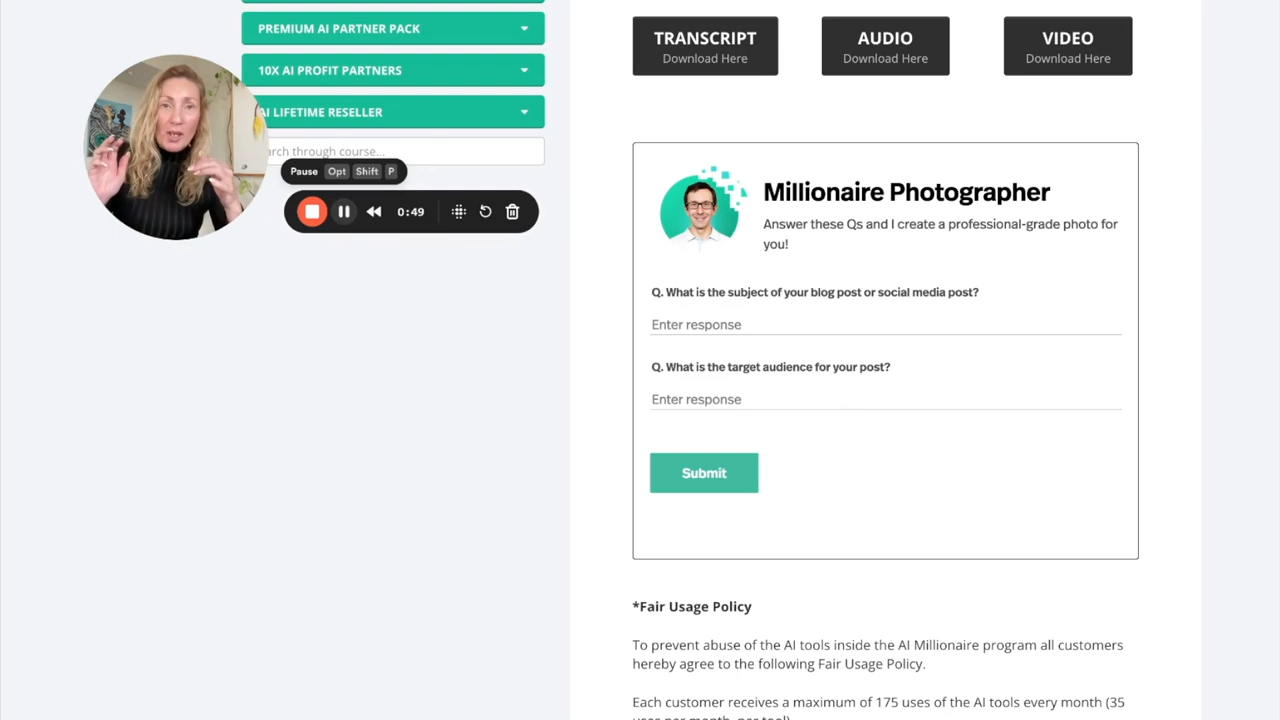 PREMIUM AI PARTNER PACK
10X AI PROFIT PARTNERS
AI LIFETIME RESELLER
arch through course...
Pause Opt Shift P
0:49
TRANSCRIPT
Download Here
AUDIO
Download Here
VIDEO
Download Here
Millionaire Photographer
Answer these Qs and I create a professional-grade photo for
you!
Q. What is the subject of your blog post or social media post?
Enter response
Q. What is the target audience for your post?
Enter response
Submit
*Fair Usage Policy
To prevent abuse of the AI tools inside the AI Millionaire program all customers
hereby agree to the following Fair Usage Policy.
Each customer receives a maximum of 175 uses of the AI tools every month (35
uses per month, per tool)